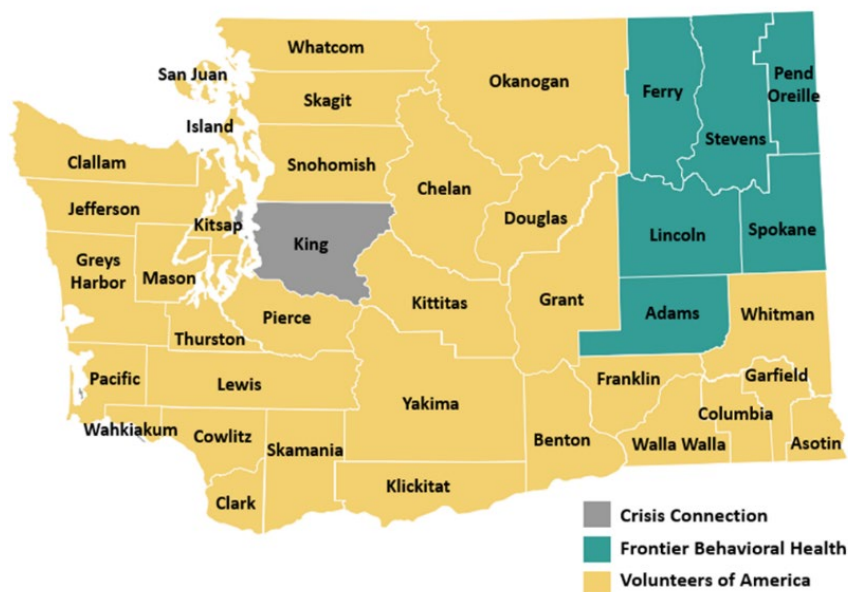 Whatcom
San Juan
Skagit
Island
Snohomish
Clallam
Jefferson
Kitsap
King
Greys
Harbor
Mason
Pierce
Thurston
Pacific
Lewis
Wahkiakum
Cowlitz
Skamania
Clark
Okanogan
Chelan
Douglas
Kittitas
Grant
Yakima
Klickitat
Benton
Ferry
Stevens
Pend
Oreille
Lincoln
Spokane
Adams
Whitman
Franklin
Garfield
Columbia
Walla Walla
Asotin
Crisis Connection
Frontier Behavioral Health
Volunteers of America